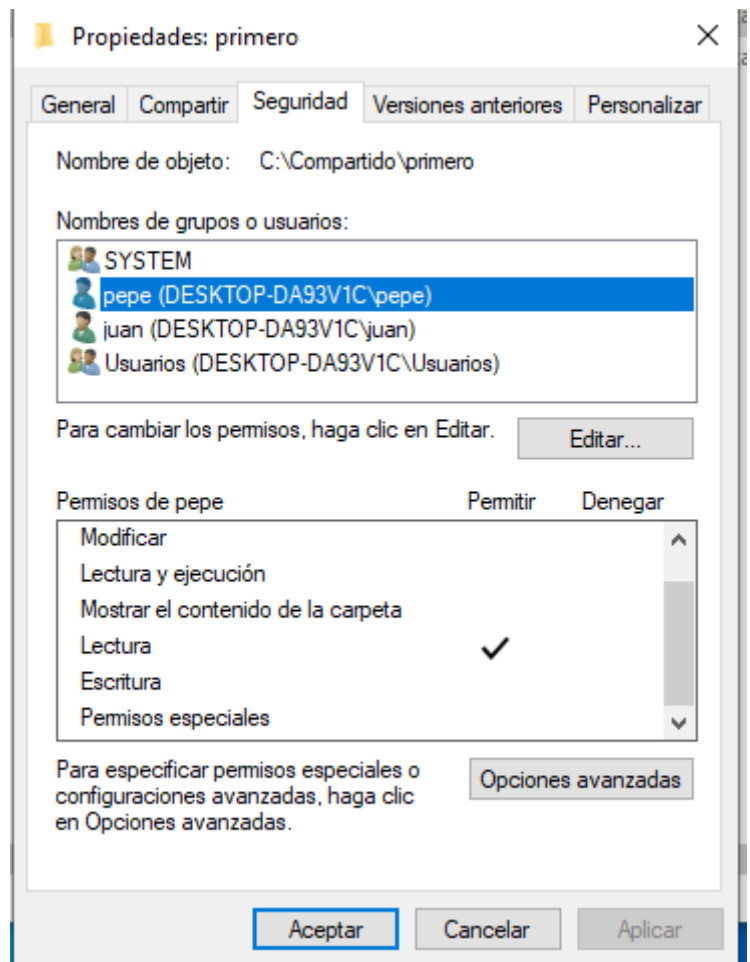 Propiedades: primero
General Compartir Seguridad Versiones anteriores Personalizar
Nombre de objeto: C:\Compartido\primero
Nombres de grupos o usuarios:
SYSTEM
pepe (DESKTOP-DA93V1C\pepe)
juan (DESKTOP-DA93V1C\juan)
Usuarios (DESKTOP-DA93V1C\Usuarios)
Para cambiar los permisos, haga clic en Editar. Editar...
Permisos de pepe Permitir Denegar
Modificar
Lectura y ejecución
Mostrar el contenido de la carpeta
Lectura
Escritura
Permisos especiales
Para especificar permisos especiales o
configuraciones avanzadas, haga clic
en Opciones avanzadas.
Opciones avanzadas
Aceptar Cancelar Aplicar